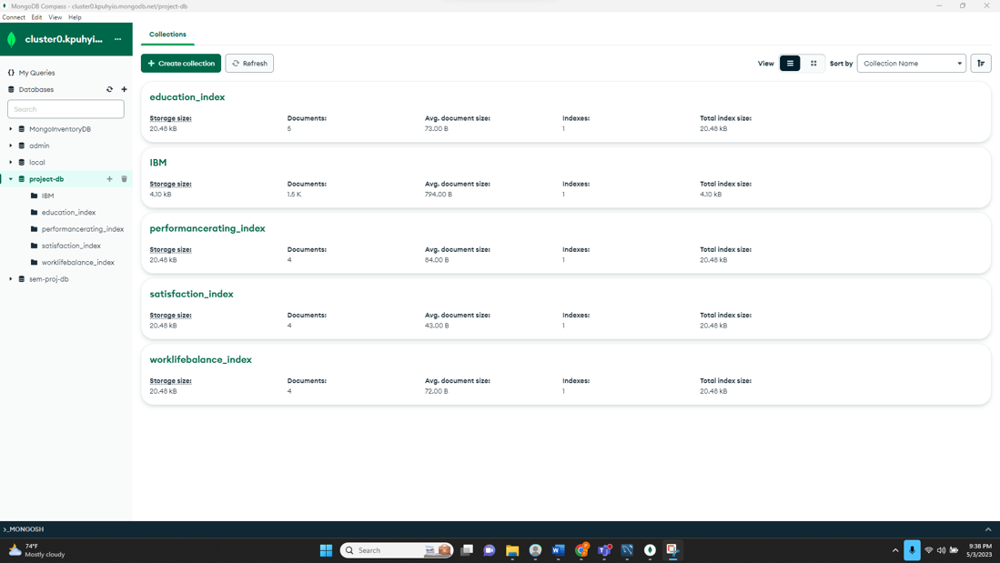 MongoDB Compass - cluster0.kpuhyio.mongodb.net/project-db
Connect Edit View Help
cluster0.kpuhyi... ...
Collections
{} My Queries
Databases
Search
MongoInventoryDB
admin
local
project-db
IBM
education_index
performancerating_index
satisfaction_index
worklifebalance_index
sem-proj-db
Create collection Refresh View Sort by Collection Name
education_index
Storage size: Documents: Avg. document size: Indexes: Total index size:
20.48 kB 5 73.00 B 1 20.48 kB
IBM
Storage size: Documents: Avg. document size: Indexes: Total index size:
4.10 kB 1.5 K 794.00 B 1 4.10 kB
performancerating_index
Storage size: Documents: Avg. document size: Indexes: Total index size:
20.48 kB 4 84.00 B 1 20.48 kB
satisfaction_index
Storage size: Documents: Avg. document size: Indexes: Total index size:
20.48 kB 4 43.00 B 1 20.48 kB
worklifebalance_index
Storage size: Documents: Avg. document size: Indexes: Total index size:
20.48 kB 4 72.00 B 1 20.48 kB
>_MONGOSH
74°F
Mostly cloudy
Search
9:38 PM
5/3/2023